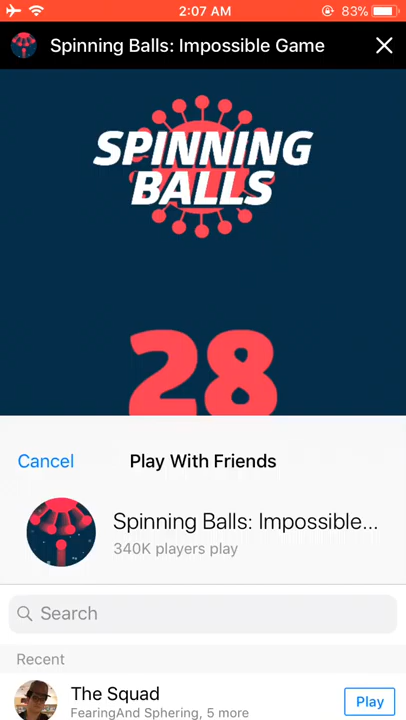 2:07 AM
83%
Spinning Balls: Impossible Game
SPINNING
BALLS
28
Cancel
Play With Friends
Spinning Balls: Impossible...
340K players play
Search
Recent
The Squad
Play
FearingAnd Sphering, 5 more